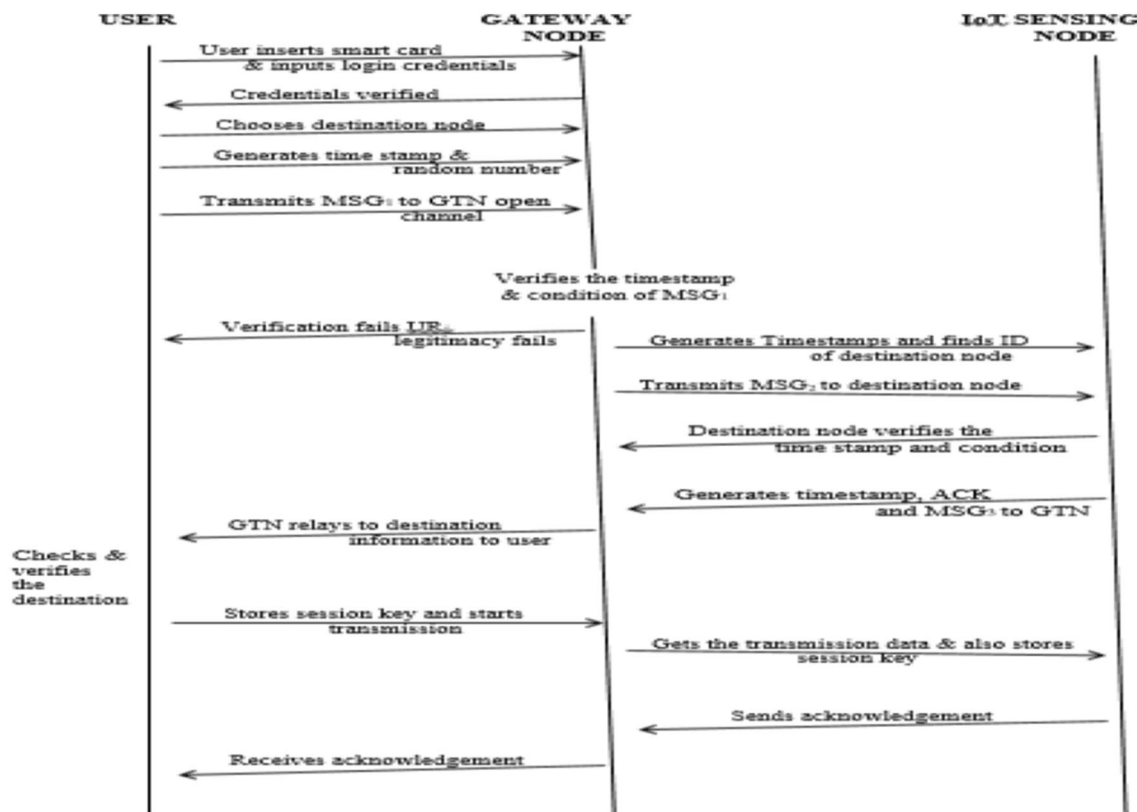 USER
GATEWAY
NODE
IoT SENSING
NODE
User inserts smart card
& inputs login credentials
Credentials verified
Chooses destination node
Generates time stamp &
random number
Transmits MSG₁ to GTN open
channel
Verifies the timestamp
& condition of MSG₁
Verification fails
legitimacy fails
Generates Timestamps and finds ID
of destination node
Transmits MSG₂ to destination node
Destination node verifies the
time stamp and condition
Generates timestamp, ACK
and MSG₃ to GTN
GTN relays to destination
information to user
Checks &
verifies
the
destination
Stores session key and starts
transmission
Gets the transmission data & also stores
session key
Sends acknowledgement
Receives acknowledgement